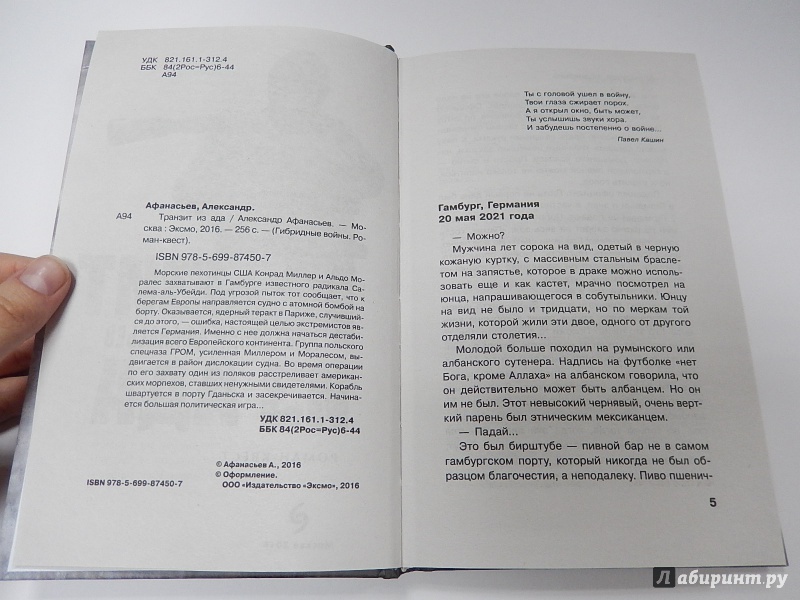 УДК 821.161.1-312.4
ББК 84(2Рос=Рус)6-44
А94
Афанасьев, Александр.
А94 Транзит из ада / Александр Афанасьев. — Мо-
сква : Эксмо, 2016. — 256 с. — (Гибридные войны. Ро-
ман-квест).
ISBN 978-5-699-87450-7
Морские пехотинцы США Конрад Миллер и Альдо Мо-
ралес захватывают в Гамбурге известного радикала Са-
лема-аль-Убейди. Под угрозой пыток тот сообщает, что к
берегам Европы направляется судно с атомной бомбой на
борту. Оказывается, ядерный теракт в Париже, случивший-
ся до этого, — ошибка, настоящей целью экстремистов яв-
ляется Германия. Именно с нее должна начаться дестаби-
лизация всего Европейского континента. Группа польского
спецназа ГРОМ, усиленная Миллером и Моралесом, вы-
двигается в район дислокации судна. Во время операции
по его захвату один из поляков расстреливает американ-
ских морпехов, ставших ненужными свидетелями. Корабль
швартуется в порту Гданьска и засекречивается. Начина-
ется большая политическая игра...
УДК 821.161.1-312.4
ББК 84(2Рос=Рус)6-44
© Афанасьев А., 2016
© Оформление.
ISBN 978-5-699-87450-7 ООО «Издательство «Эксмо», 2016
Ты с головой ушел в войну,
Твои глаза сжирает порох.
А я открыл окно, быть может,
Ты услышишь звуки хора.
И забудешь постепенно о войне...
Павел Кашин
Гамбург, Германия
20 мая 2021 года
— Можно?
Мужчина лет сорока на вид, одетый в черную
кожаную куртку, с массивным стальным брасле-
том на запястье, которое в драке можно исполь-
зовать еще и как кастет, мрачно посмотрел на
юнца, напрашивающегося в собутыльники. Юнцу
на вид не было и тридцати, но по меркам той
жизни, которой жили эти двое, одного от другого
отделяли столетия...
Молодой больше походил на румынского или
албанского сутенера. Надпись на футболке «нет
Бога, кроме Аллаха» на албанском говорила, что
он действительно может быть албанцем. Но он
им не был. Этот невысокий чернявый, очень верт-
кий парень был этническим мексиканцем.
— Падай...
Это был бирштубе — пивной бар не в самом
гамбургском порту, который никогда не был об-
разцом благочестия, а неподалеку. Пиво пшенич-
5
Лабиринт.ру